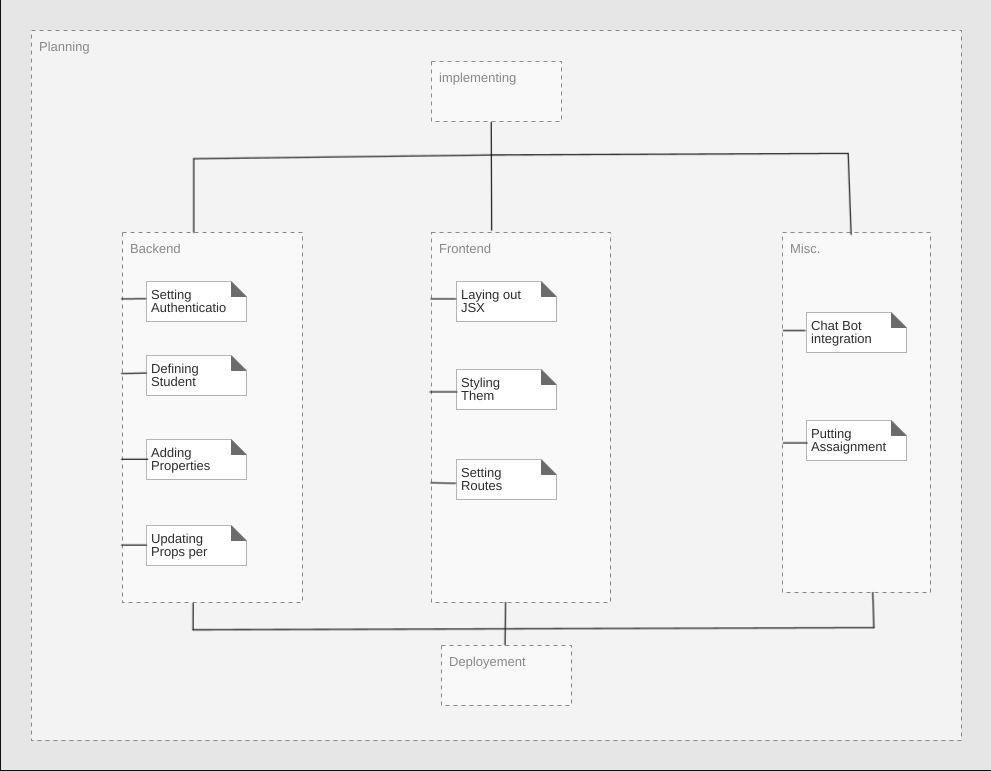 Planning
implementing
Backend
Setting
Authenticatio
Defining
Student
Adding
Properties
Updating
Props per
Frontend
Laying out
JSX
Styling
Them
Setting
Routes
Misc.
Chat Bot
integration
Putting
Assaignment
Deployement